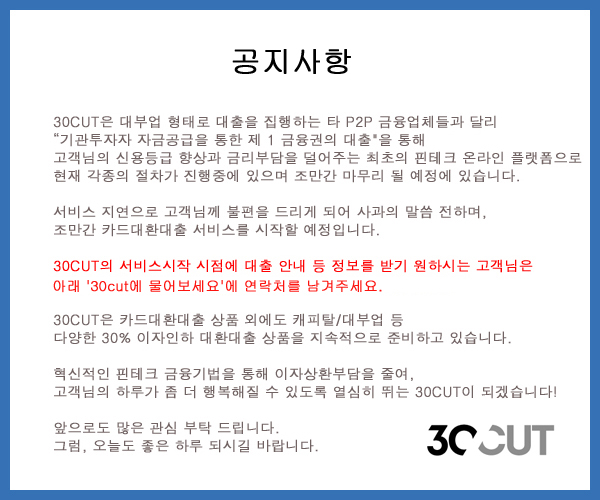 공지사항
30CUT은 대부업 형태로 대출을 집행하는 타 P2P 금융업체들과 달리
"기관투자자 자금공급을 통한 제 1 금융권의 대출"을 통해
고객님의 신용등급 향상과 금리부담을 덜어주는 최초의 핀테크 온라인 플랫폼으로
현재 각종의 절차가 진행중에 있으며 조만간 마무리 될 예정에 있습니다.
서비스 지연으로 고객님께 불편을 드리게 되어 사과의 말씀 전하며,
조만간 카드대환대출 서비스를 시작할 예정입니다.
30CUT의 서비스시작 시점에 대출 안내 등 정보를 받기 원하시는 고객님은
아래 '30cut에 물어보세요'에 연락처를 남겨주세요.
30CUT은 카드대환대출 상품 외에도 캐피탈/대부업 등
다양한 30% 이자인하 대환대출 상품을 지속적으로 준비하고 있습니다.
혁신적인 핀테크 금융기법을 통해 이자상환부담을 줄여,
고객님의 하루가 좀 더 행복해질 수 있도록 열심히 뛰는 30CUT이 되겠습니다!
앞으로도 많은 관심 부탁 드립니다.
그럼, 오늘도 좋은 하루 되시길 바랍니다.
30CUT